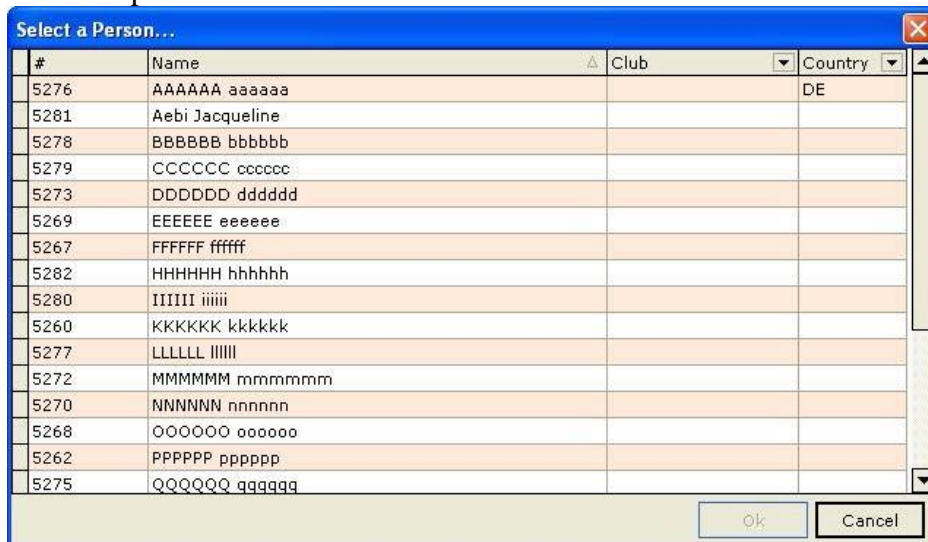 Select a Person...
# Name Club Country
5276 AAAAAA aaaaaa DE
5281 Aebi Jacqueline
5278 BBBBBB bbbbbb
5279 CCCCCC cccccc
5273 DDDDDD dddddd
5269 EEEEEE eeeeee
5267 FFFFFF ffffff
5282 HHHHHH hhhhhh
5280 IIIIII iiiiii
5260 KKKKKK kkkkkk
5277 LLLLLL llllll
5272 MMMMMM mmmmmm
5270 NNNNNN nnnnnn
5268 OOOOOO oooooo
5262 PPPPPP pppppp
5275 QQQQQQ qqqqqq
Ok Cancel